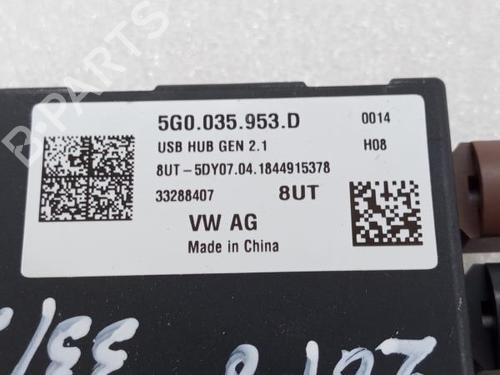 5G0.035.953.D 0014
USB HUB GEN 2.1 H08
8UT-5DY07.04.1844915378
33288407 8UT
VW AG
Made in China